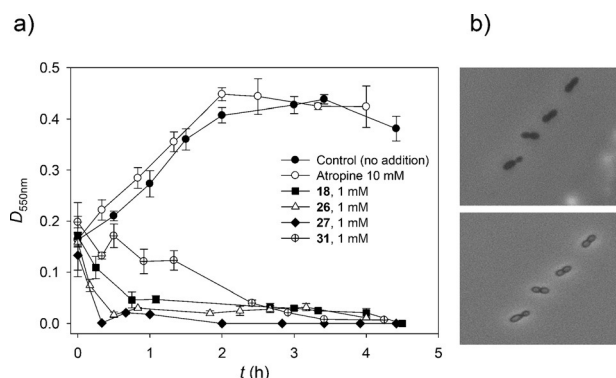 a)
b)
0.5
0.4
0.3
0.2
0.1
0.0
D550nm
Control (no addition)
Atropine 10 mM
18, 1 mM
26, 1 mM
27, 1 mM
31, 1 mM
0 1 2 3 4 5
t (h)